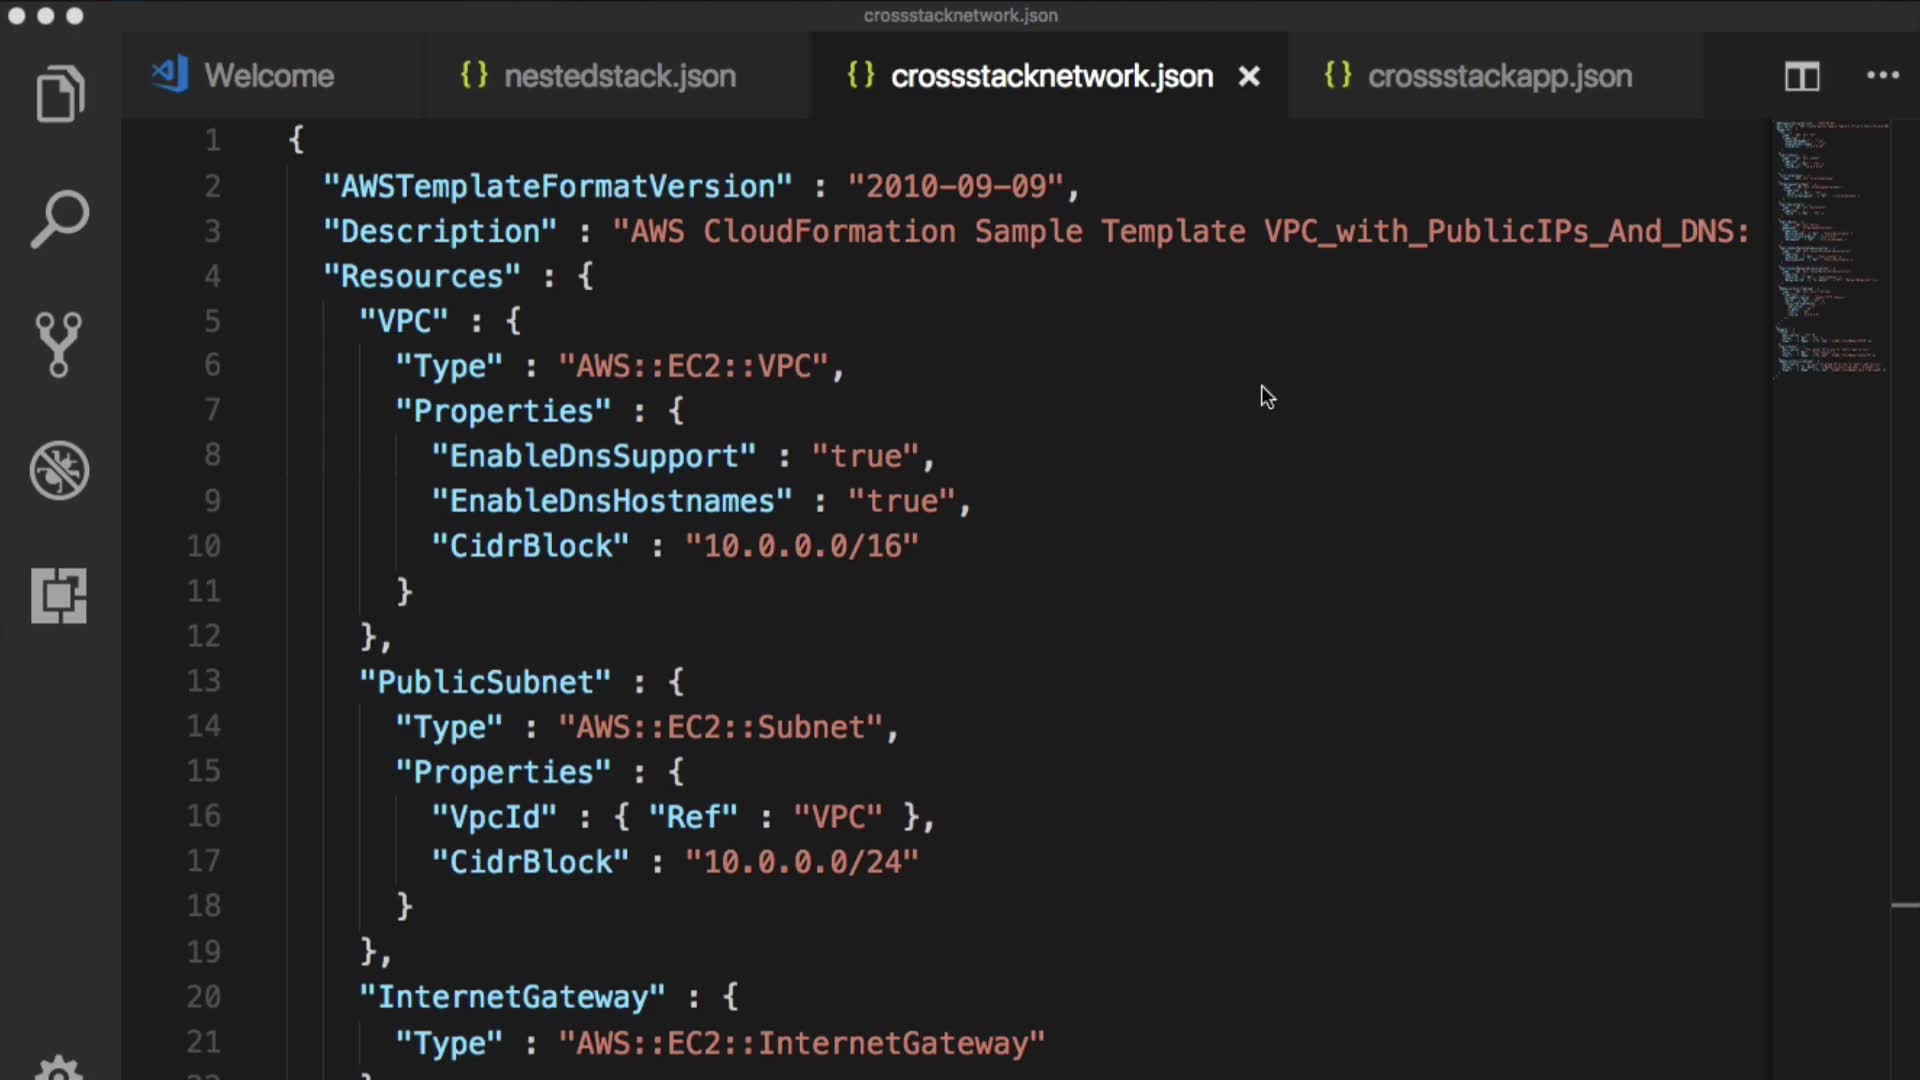 crossstacknetwork.json
Welcome
{} nestedstack.json
{} crossstacknetwork.json ×
{} crossstackapp.json
1 {
2 "AWSTemplateFormatVersion" : "2010-09-09",
3 "Description" : "AWS CloudFormation Sample Template VPC_with_PublicIPs_And_DNS:
4 "Resources" : {
5 "VPC" : {
6 "Type" : "AWS::EC2::VPC",
7 "Properties" : {
8 "EnableDnsSupport" : "true",
9 "EnableDnsHostnames" : "true",
10 "CidrBlock" : "10.0.0.0/16"
11 }
12 },
13 "PublicSubnet" : {
14 "Type" : "AWS::EC2::Subnet",
15 "Properties" : {
16 "VpcId" : { "Ref" : "VPC" },
17 "CidrBlock" : "10.0.0.0/24"
18 }
19 },
20 "InternetGateway" : {
21 "Type" : "AWS::EC2::InternetGateway"